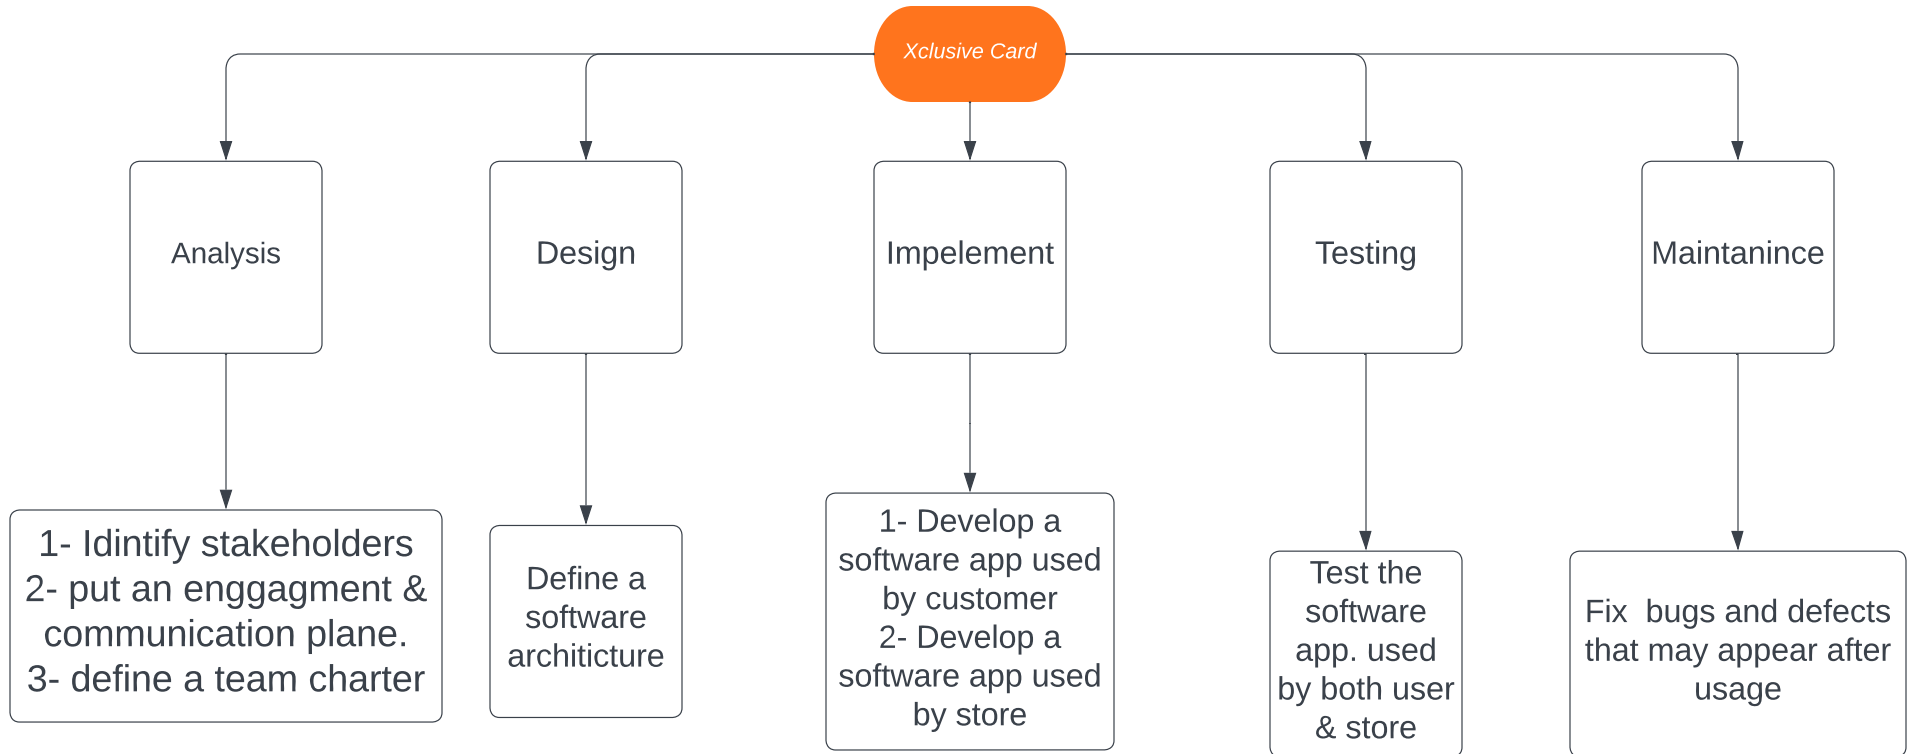 Xclusive Card
Analysis
Design
Impelement
Testing
Maintanince
1- Idintify stakeholders
2- put an enggagment &
communication plane.
3- define a team charter
Define a
software
architicture
1- Develop a
software app used
by customer
2- Develop a
software app used
by store
Test the
software
app. used
by both user
& store
Fix  bugs and defects
that may appear after
usage